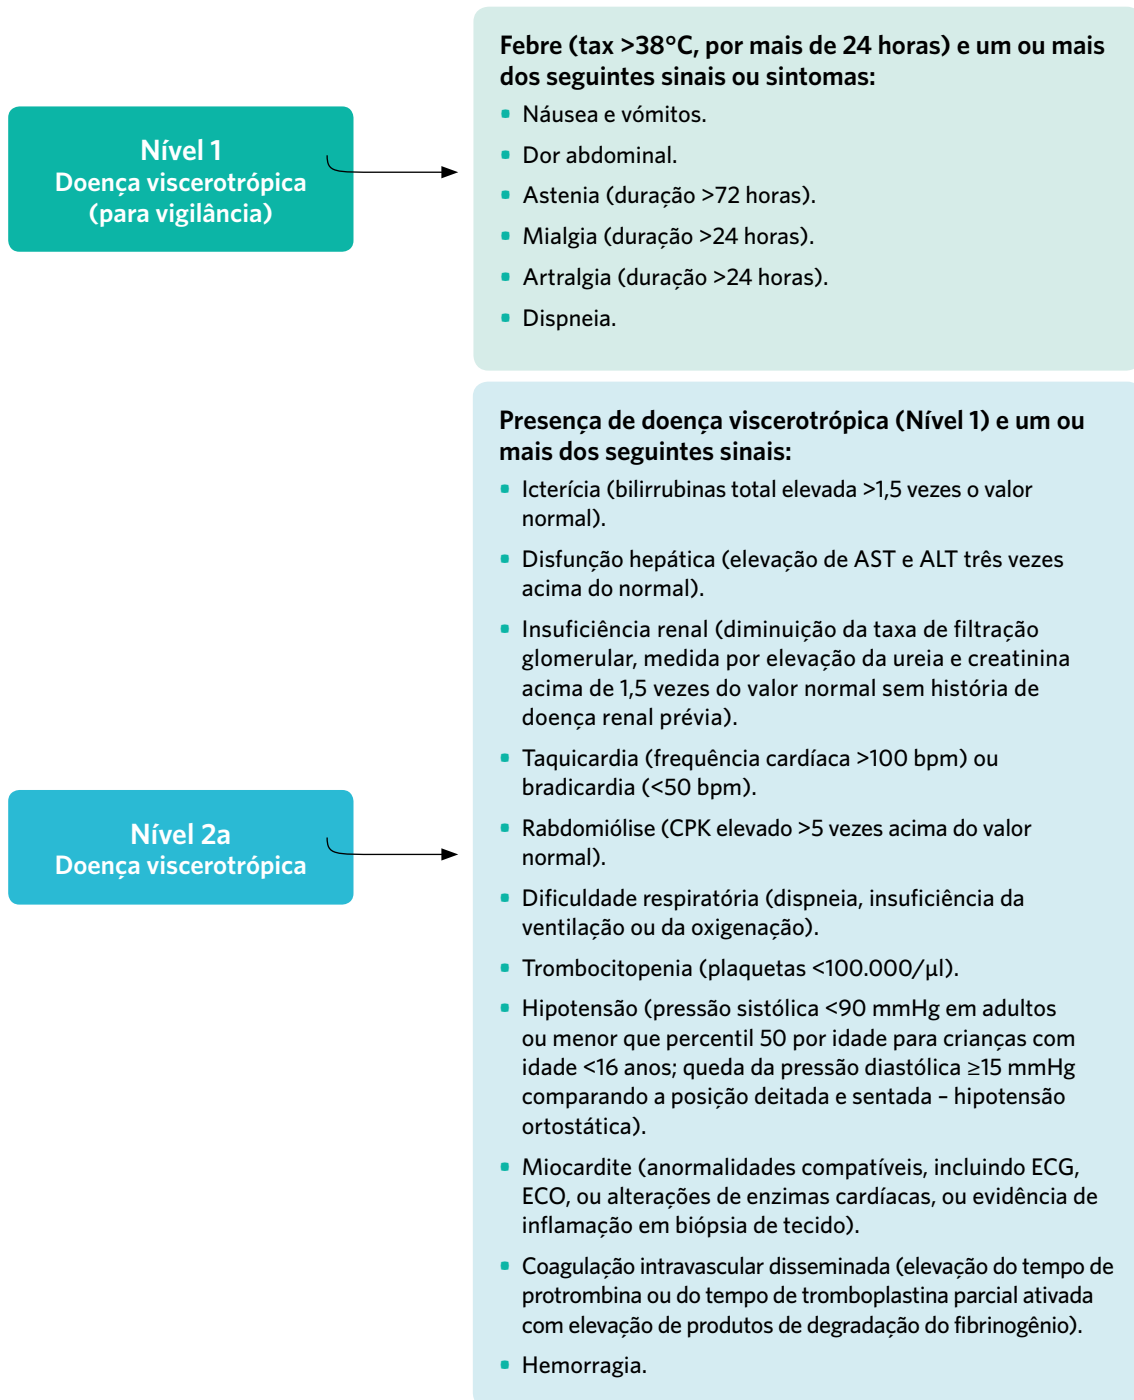 Nível 1
Doença viscerotrópica
(para vigilância)
Febre (tax >38°C, por mais de 24 horas) e um ou mais
dos seguintes sinais ou sintomas:
▪ Náusea e vómitos.
▪ Dor abdominal.
▪ Astenia (duração >72 horas).
▪ Mialgia (duração >24 horas).
▪ Artralgia (duração >24 horas).
▪ Dispneia.
Nível 2a
Doença viscerotrópica
Presença de doença viscerotrópica (Nível 1) e um ou
mais dos seguintes sinais:
▪ Icterícia (bilirrubinas total elevada >1,5 vezes o valor
normal).
▪ Disfunção hepática (elevação de AST e ALT três vezes
acima do normal).
▪ Insuficiência renal (diminuição da taxa de filtração
glomerular, medida por elevação da ureia e creatinina
acima de 1,5 vezes do valor normal sem história de
doença renal prévia).
▪ Taquicardia (frequência cardíaca >100 bpm) ou
bradicardia (<50 bpm).
▪ Rabdomiólise (CPK elevado >5 vezes acima do valor
normal).
▪ Dificuldade respiratória (dispneia, insuficiência da
ventilação ou da oxigenação).
▪ Trombocitopenia (plaquetas <100.000/µl).
▪ Hipotensão (pressão sistólica <90 mmHg em adultos
ou menor que percentil 50 por idade para crianças com
idade <16 anos; queda da pressão diastólica ≥15 mmHg
comparando a posição deitada e sentada – hipotensão
ortostática).
▪ Miocardite (anormalidades compatíveis, incluindo ECG,
ECO, ou alterações de enzimas cardíacas, ou evidência de
inflamação em biópsia de tecido).
▪ Coagulação intravascular disseminada (elevação do tempo de
protrombina ou do tempo de tromboplastina parcial ativada
com elevação de produtos de degradação do fibrinogênio).
▪ Hemorragia.